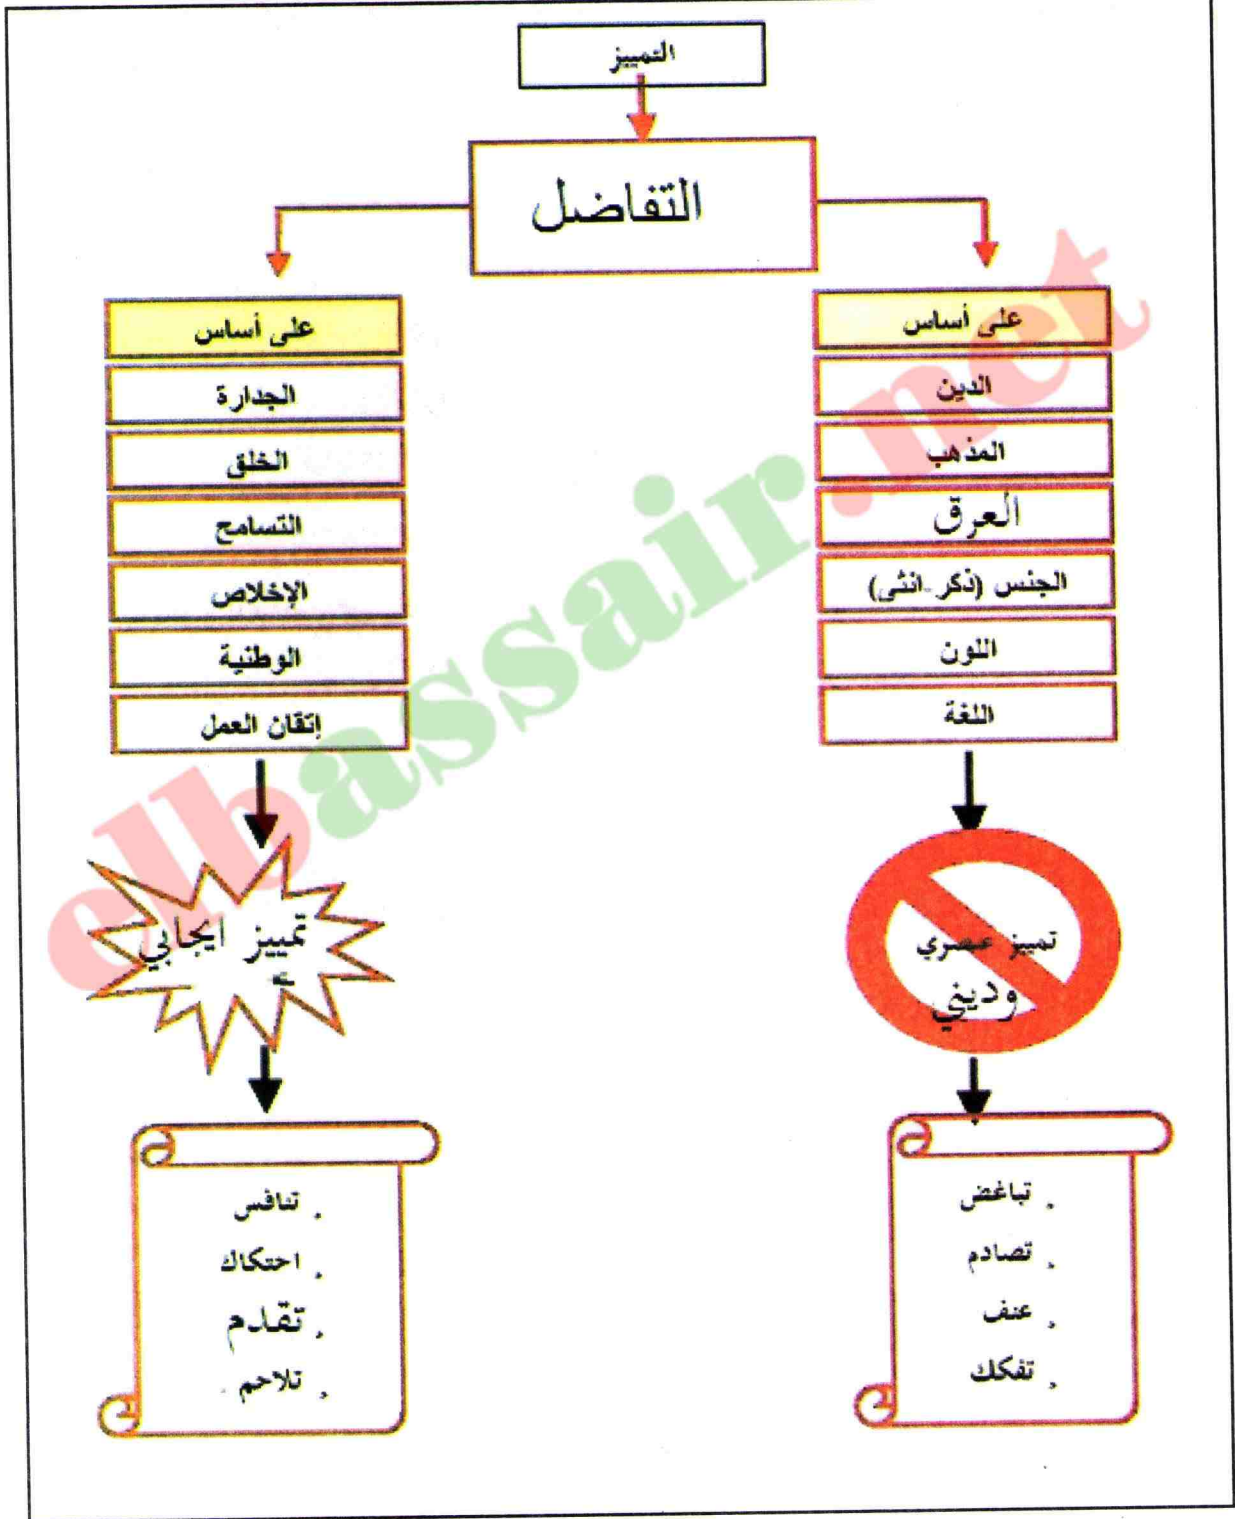 التمييز
التفاضل
على أساس
الدين
المذهب
العرق
الجنس (ذكر-انثى)
اللون
اللغة
تمييز عنصري
وديني
. تباغض
. تصادم
. عنف
. تفكك
على أساس
الجدارة
الخلق
التسامح
الإخلاص
الوطنية
إتقان العمل
تمييز ايجابي
. تنافس
. احتكاك
. تقدم
. تلاحم
elbassair.net